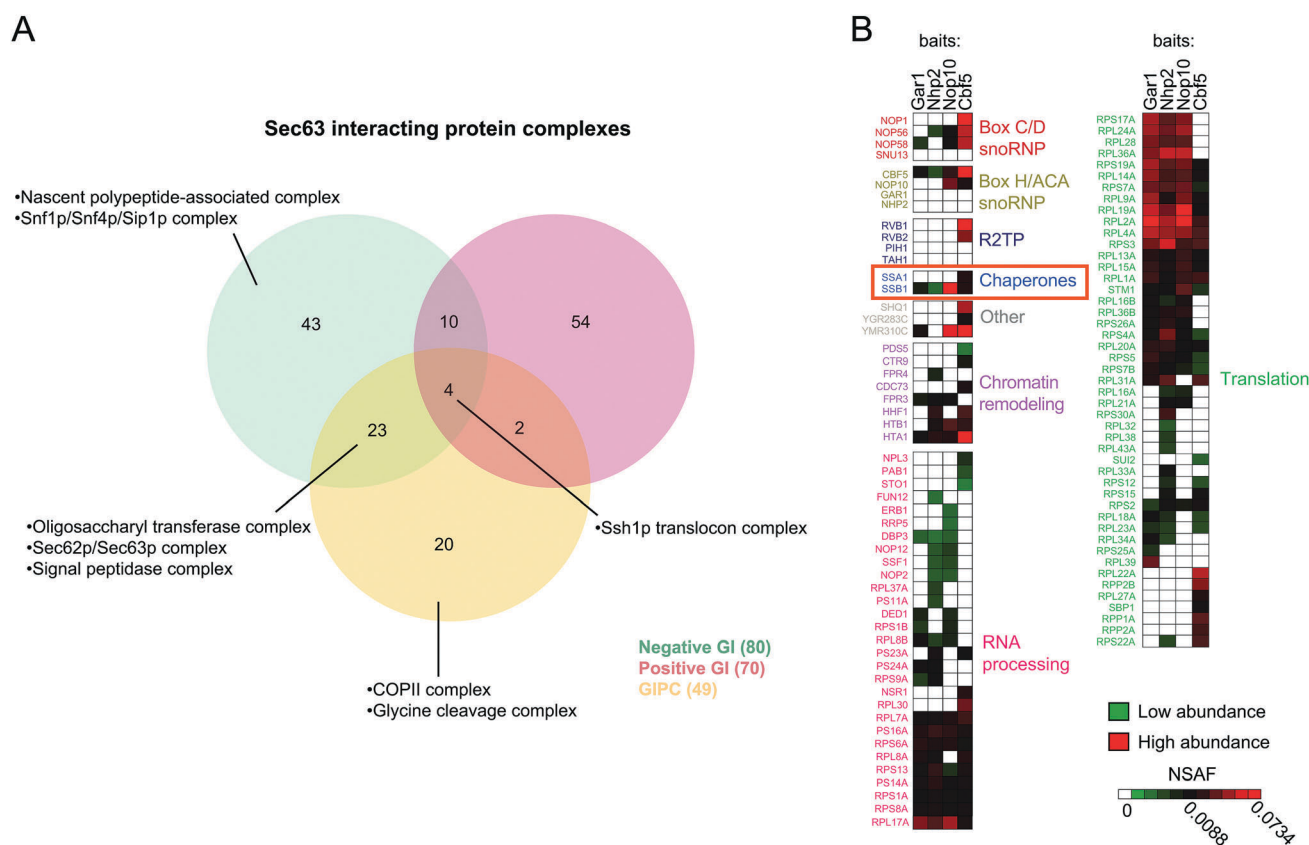 A
Sec63 interacting protein complexes
•Nascent polypeptide-associated complex
•Snf1p/Snf4p/Sip1p complex
43
10
54
4
23
2
20
•Oligosaccharyl transferase complex
•Sec62p/Sec63p complex
•Signal peptidase complex
•Ssh1p translocon complex
•COPII complex
•Glycine cleavage complex
Negative GI (80)
Positive GI (70)
GIPC (49)
B
baits:
Gar1
Nhp2
Nop10
Cbf5
NOP1
NOP56
NOP58
SNU13
Box C/D
snoRNP
CBF5
NOP10
GAR1
NHP2
Box H/ACA
snoRNP
RVB1
RVB2
PIH1
TAH1
R2TP
SSA1
SSB1
Chaperones
SHQ1
YGR283C
YMR310C
Other
PDS5
CTR9
FPR4
CDC73
FPR3
HHF1
HTB1
HTA1
Chromatin
remodeling
NPL3
PAB1
STO1
FUN12
ERB1
RRP5
DBP3
NOP12
SSF1
NOP2
RPL37A
PS11A
DED1
RPS1B
RPL8B
PS23A
PS24A
RPS9A
NSR1
RPL30
RPL7A
PS16A
RPS6A
RPL8A
RPS13
PS14A
RPS1A
RPS8A
RPL17A
RNA
processing
baits:
Gar1
Nhp2
Nop10
Cbf5
RPS17A
RPL24A
RPL28
RPL36A
RPS19A
RPL14A
RPS7A
RPL9A
RPL19A
RPL2A
RPL4A
RPS3
RPL13A
RPL15A
RPL1A
STM1
RPL16B
RPL36B
RPS26A
RPS4A
RPL20A
RPS5
RPS7B
RPL31A
RPL16A
RPL21A
RPS30A
RPL32
RPL38
RPL43A
SUI2
RPL33A
RPS12
RPS15
RPS2
RPL18A
RPL23A
RPL34A
RPS25A
RPL39
RPL22A
RPP2B
RPL27A
SBP1
RPP1A
RPP2A
RPS22A
Translation
Low abundance
High abundance
NSAF
0
0.0088
0.0734